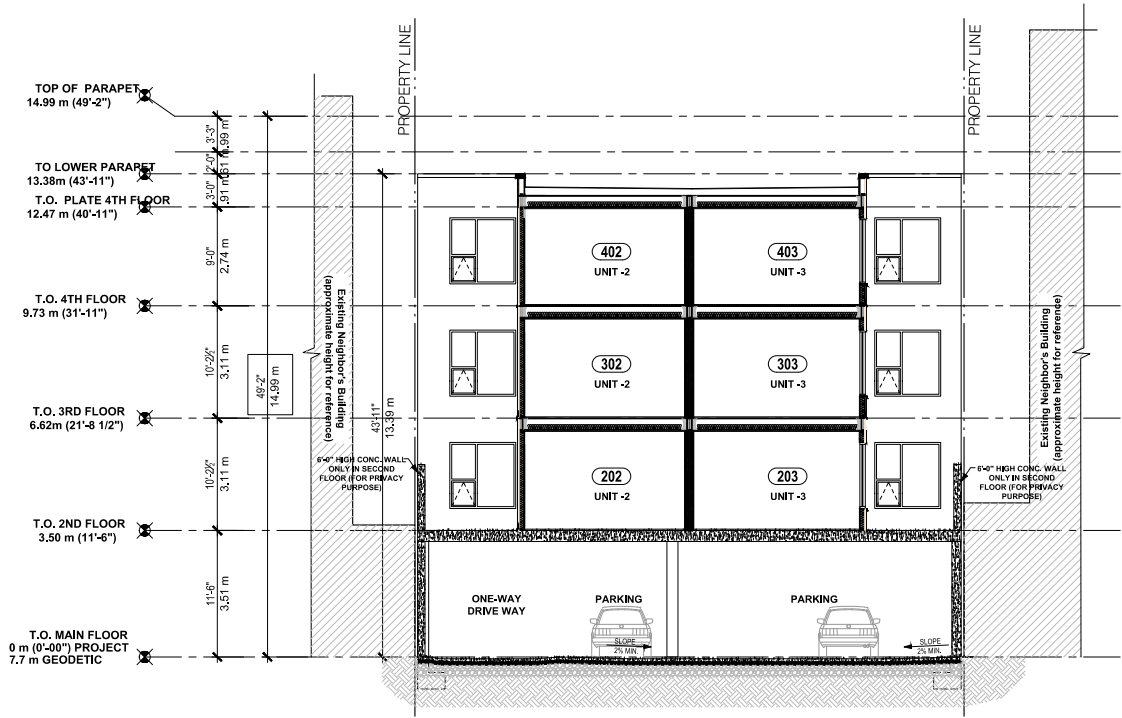 PROPERTY LINE
PROPERTY LINE
TOP OF PARAPET
14.99 m (49'-2")
3'-3"
.99 m
2'-0"
.61 m
TO LOWER PARAPET
13.38m (43'-11")
3'-0"
.91 m
T.O. PLATE 4TH FLOOR
12.47 m (40'-11")
9'-0"
2.74 m
402
UNIT -2
403
UNIT -3
T.O. 4TH FLOOR
9.73 m (31'-11")
10'-2½"
3.11 m
49'-2"
14.99 m
Existing Neighbor's Building
(approximate height for reference)
Existing Neighbor's Building
(approximate height for reference)
302
UNIT -2
303
UNIT -3
T.O. 3RD FLOOR
6.62m (21'-8 1/2")
43'-11"
13.39 m
10'-2½"
3.11 m
6'-0" HIGH CONC. WALL
ONLY IN SECOND
FLOOR (FOR PRIVACY
PURPOSE)
202
UNIT -2
203
UNIT -3
6'-0" HIGH CONC. WALL
ONLY IN SECOND
FLOOR (FOR PRIVACY
PURPOSE)
T.O. 2ND FLOOR
3.50 m (11'-6")
11'-6"
3.51 m
ONE-WAY
DRIVE WAY
PARKING
PARKING
SLOPE
2% MIN.
SLOPE
2% MIN.
T.O. MAIN FLOOR
0 m (0'-00") PROJECT
7.7 m GEODETIC